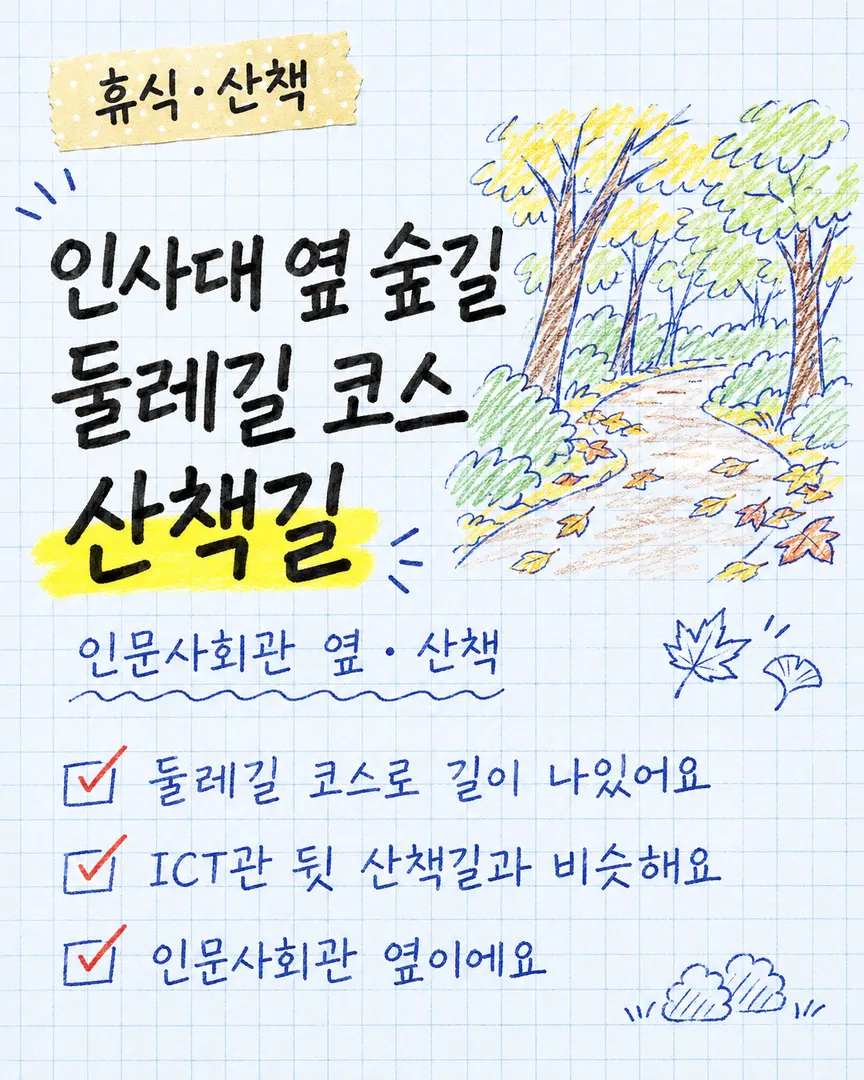 휴식·산책
인사대 옆 숲길
둘레길 코스
산책길
인문사회관 옆·산책
둘레길 코스로 길이 나있어요
ICT관 뒷 산책길과 비슷해요
인문사회관 옆이에요